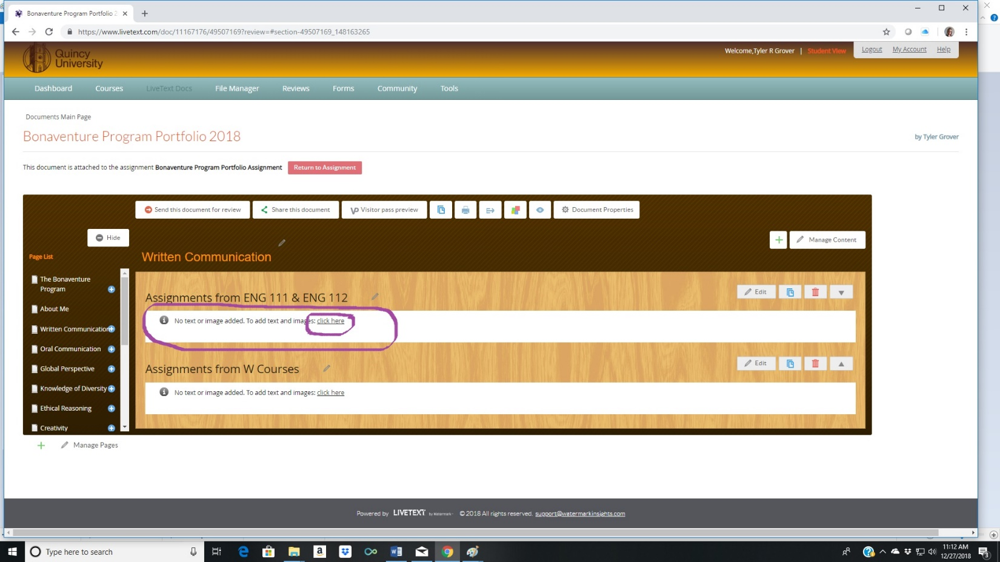 Bonaventure Program Portfolio 2
https://www.livetext.com/doc/11167176/49507169?review=#section-49507169_148163265
Quincy
University
Welcome,Tyler R Grover | Student View Logout My Account Help
Dashboard Courses LiveText Docs File Manager Reviews Forms Community Tools
Documents Main Page
Bonaventure Program Portfolio 2018
by Tyler Grover
This document is attached to the assignment Bonaventure Program Portfolio Assignment Return to Assignment
Send this document for review Share this document Visitor pass preview Document Properties
Hide
Manage Content
Page List
Written Communication
The Bonaventure
Program
About Me
Written Communication
Oral Communication
Global Perspective
Knowledge of Diversity
Ethical Reasoning
Creativity
Assignments from ENG 111 & ENG 112
Edit
No text or image added. To add text and images: click here
Assignments from W Courses
Edit
No text or image added. To add text and images: click here
Manage Pages
Powered by LIVETEXT by Watermark © 2018 All rights reserved. support@watermarkinsights.com
Type here to search
11:12 AM
12/27/2018
3